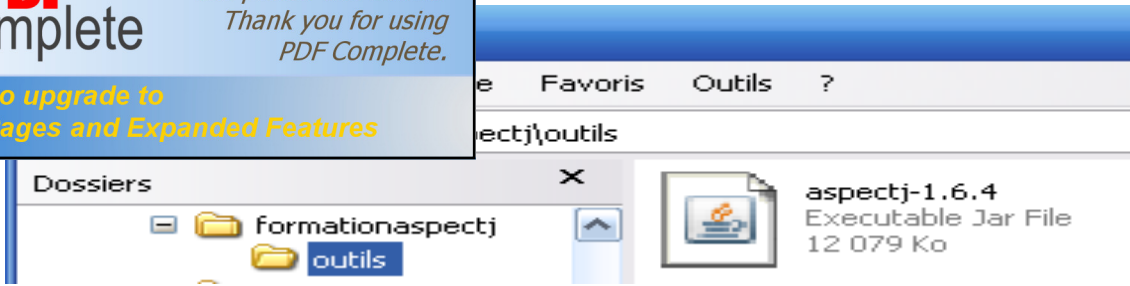 mplete
Thank you for using
PDF Complete.
o upgrade to
ages and Expanded Features
e Favoris Outils ?
ectj\outils
Dossiers
formationaspectj
outils
aspectj-1.6.4
Executable Jar File
12 079 Ko